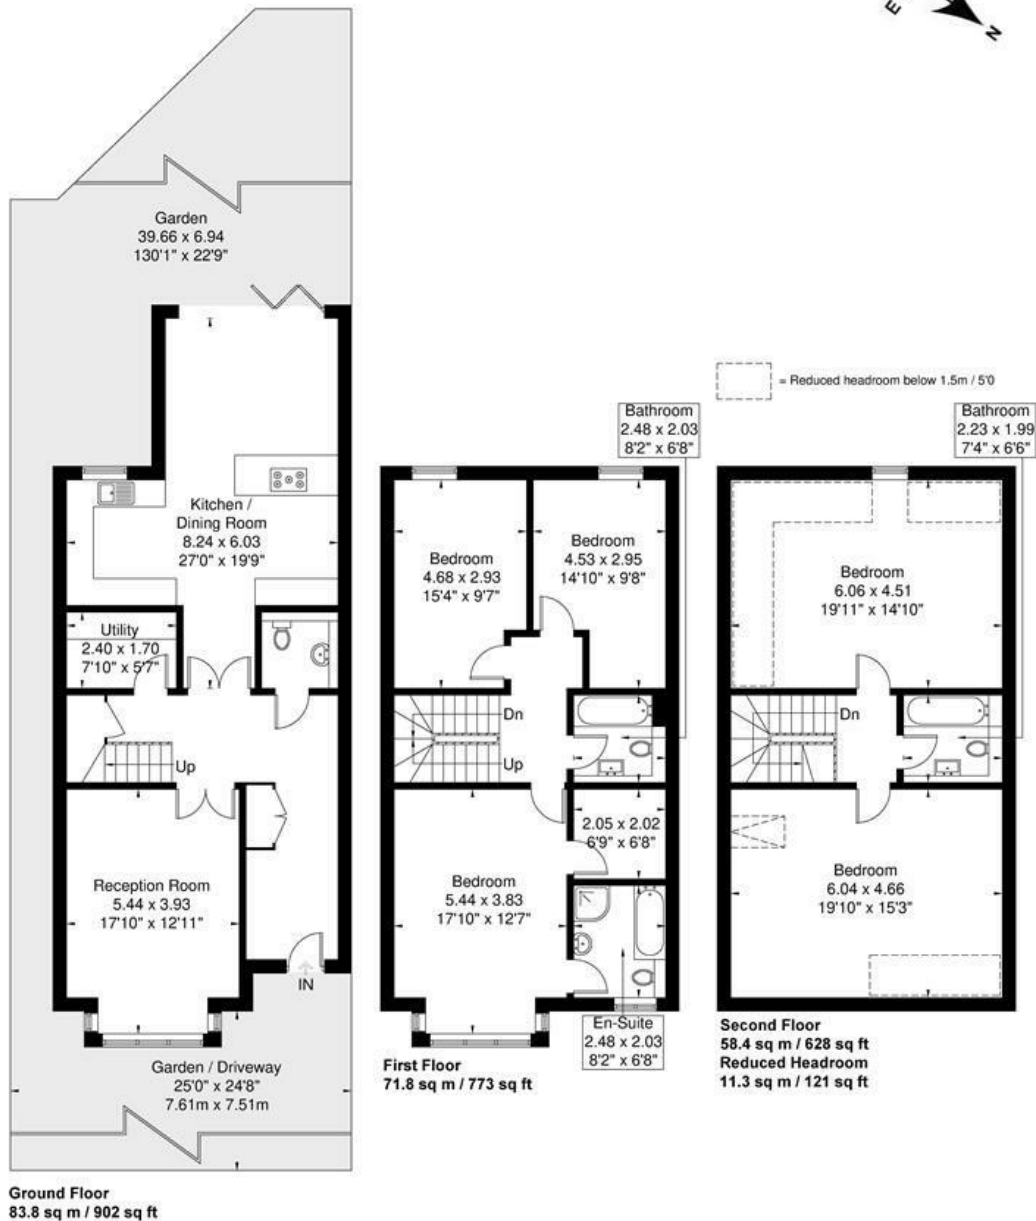 E
N
Garden
39.66 x 6.94
130'1" x 22'9"
= Reduced headroom below 1.5m / 5'0
Bathroom
2.48 x 2.03
8'2" x 6'8"
Bathroom
2.23 x 1.99
7'4" x 6'6"
Kitchen /
Dining Room
8.24 x 6.03
27'0" x 19'9"
Utility
2.40 x 1.70
7'10" x 5'7"
Up
Reception Room
5.44 x 3.93
17'10" x 12'11"
IN
Garden / Driveway
25'0" x 24'8"
7.61m x 7.51m
Ground Floor
83.8 sq m / 902 sq ft
Bedroom
4.68 x 2.93
15'4" x 9'7"
Bedroom
4.53 x 2.95
14'10" x 9'8"
Dn
Up
2.05 x 2.02
6'9" x 6'8"
Bedroom
5.44 x 3.83
17'10" x 12'7"
En-Suite
2.48 x 2.03
8'2" x 6'8"
First Floor
71.8 sq m / 773 sq ft
Bedroom
6.06 x 4.51
19'11" x 14'10"
Dn
Bedroom
6.04 x 4.66
19'10" x 15'3"
Second Floor
58.4 sq m / 628 sq ft
Reduced Headroom
11.3 sq m / 121 sq ft